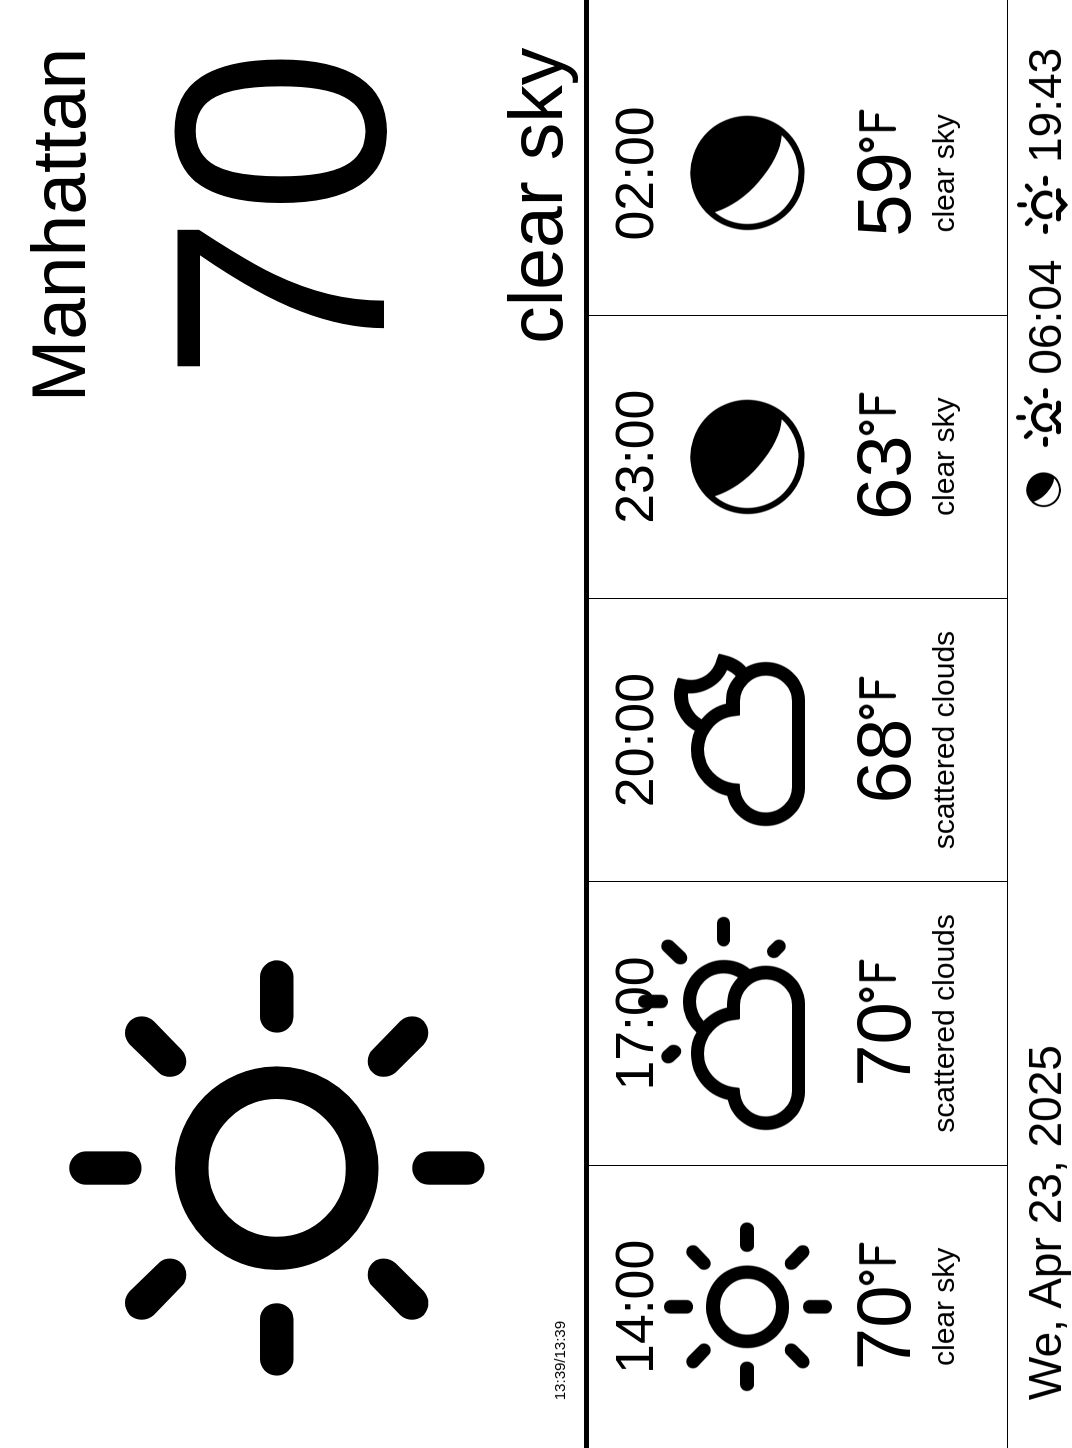 Manhattan
70
clear sky
13:39/13:39
14:00
70°F
clear sky
17:00
70°F
scattered clouds
20:00
68°F
scattered clouds
23:00
63°F
clear sky
02:00
59°F
clear sky
We, Apr 23, 2025
06:04
19:43